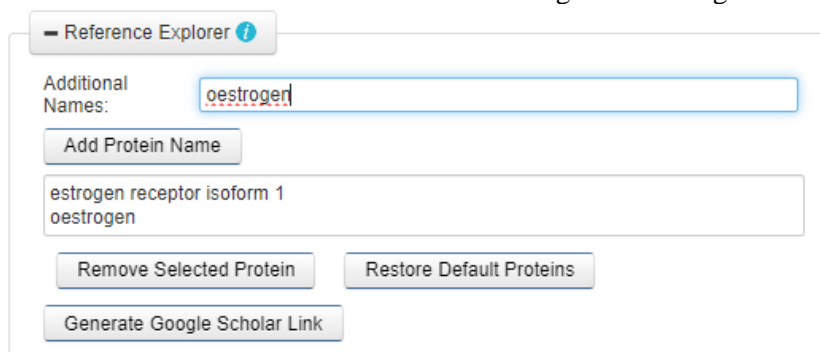 Reference Explorer i
Additional
Names:
oestrogen
Add Protein Name
estrogen receptor isoform 1
oestrogen
Remove Selected Protein
Restore Default Proteins
Generate Google Scholar Link